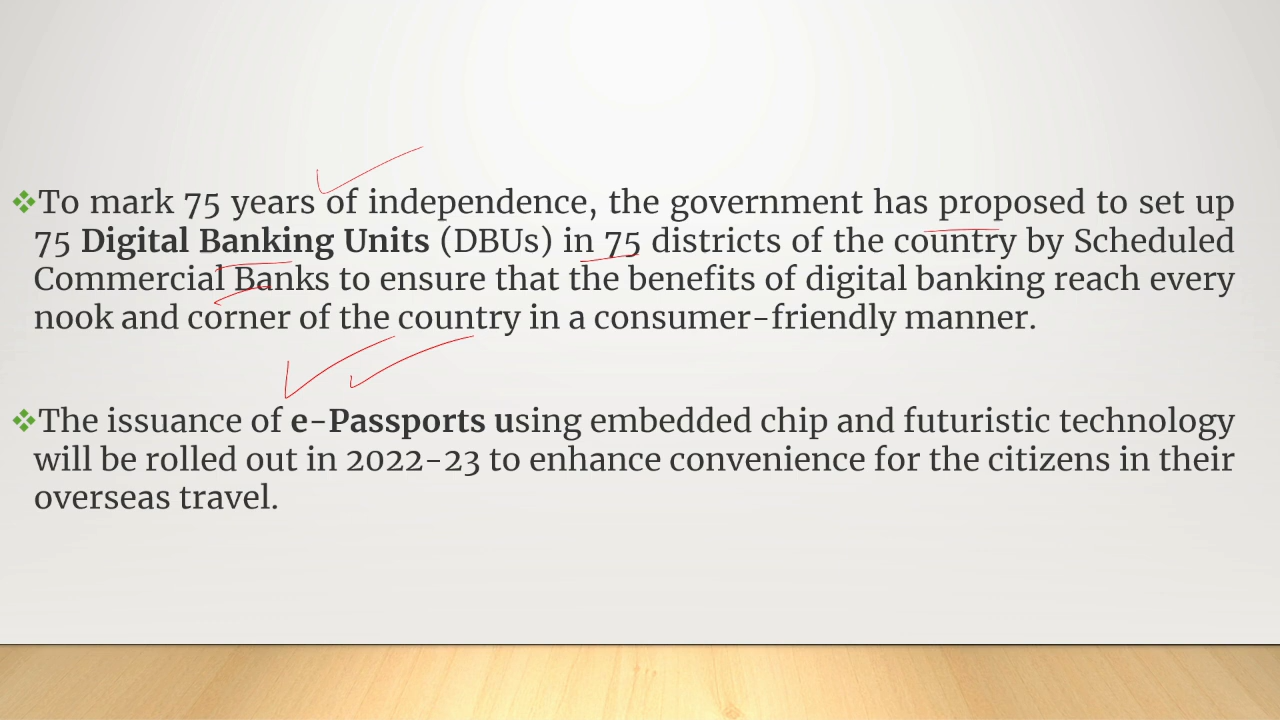 To mark 75 years of independence, the government has proposed to set up
75 Digital Banking Units (DBUs) in 75 districts of the country by Scheduled
Commercial Banks to ensure that the benefits of digital banking reach every
nook and corner of the country in a consumer-friendly manner.
The issuance of e-Passports using embedded chip and futuristic technology
will be rolled out in 2022-23 to enhance convenience for the citizens in their
overseas travel.